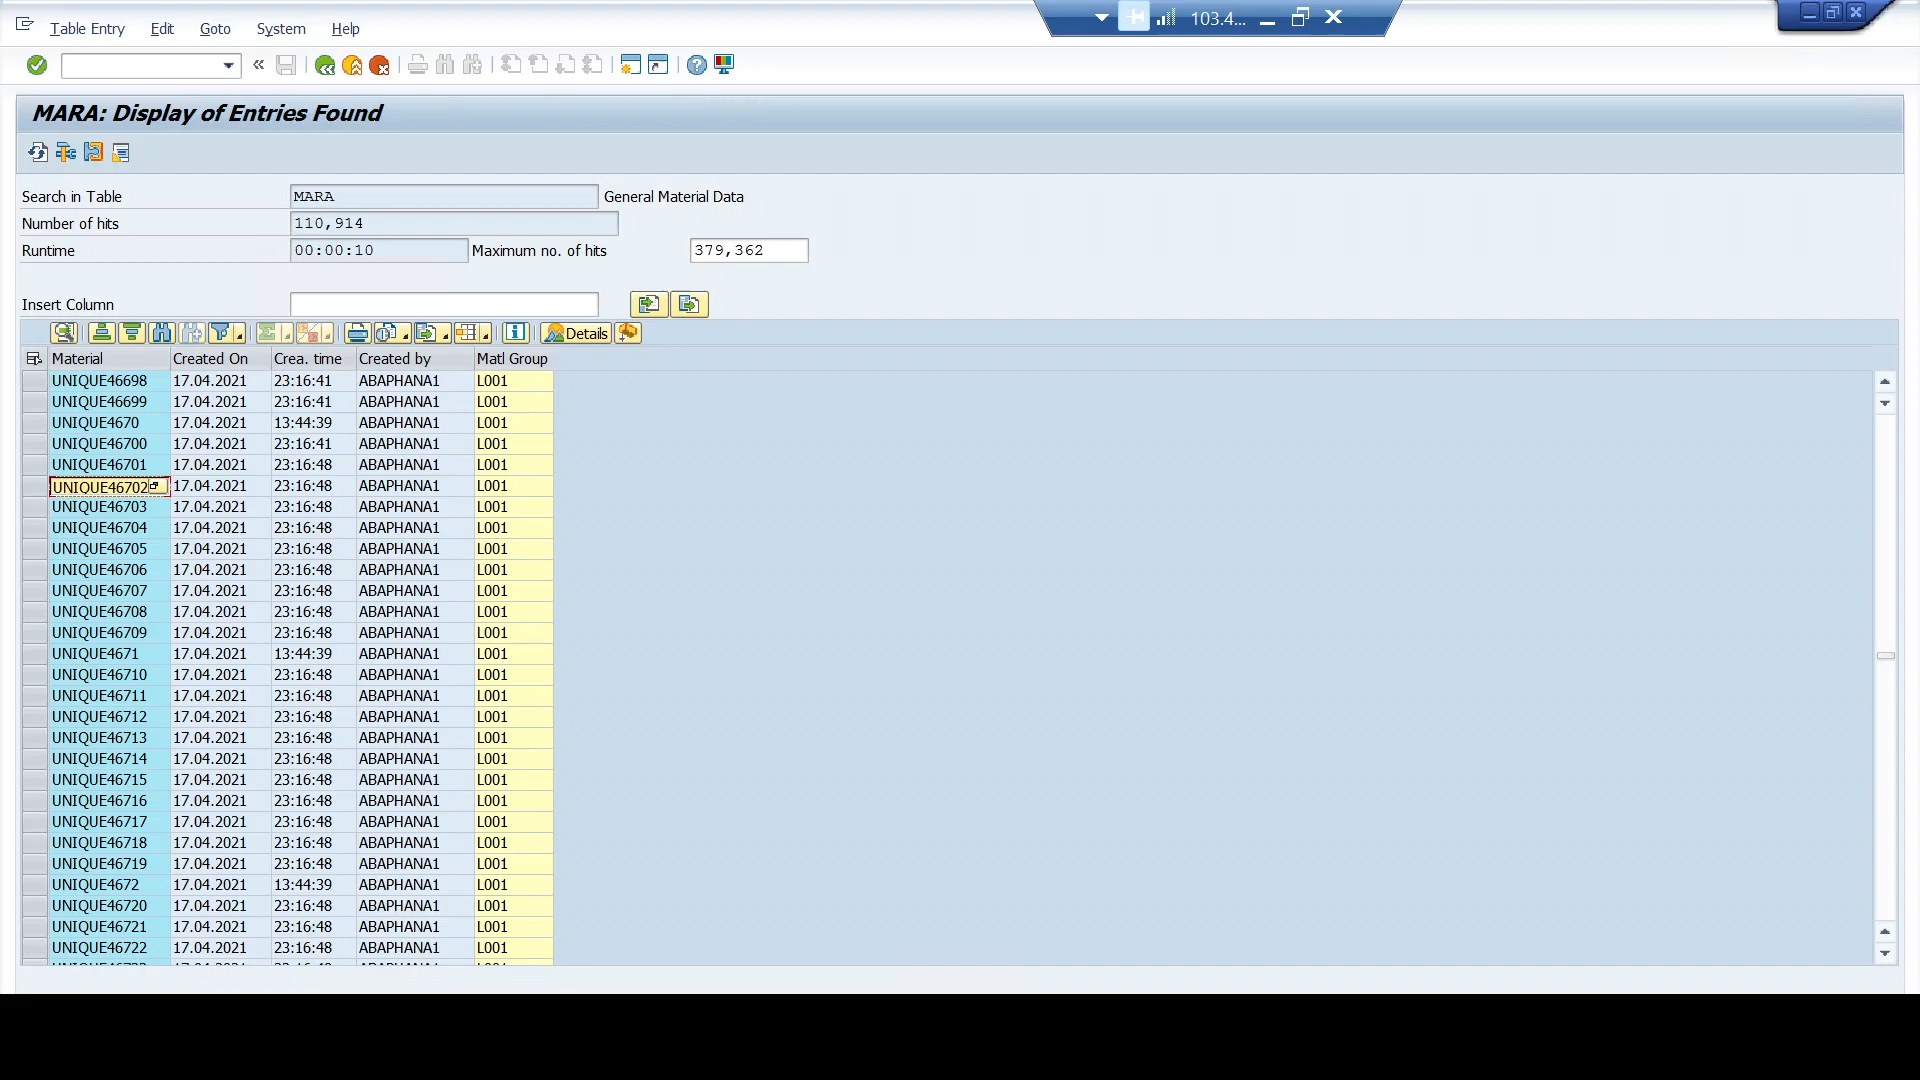 103.4...
Table Entry Edit Goto System Help
MARA: Display of Entries Found
Search in Table MARA General Material Data
Number of hits 110,914
Runtime 00:00:10 Maximum no. of hits 379,362
Insert Column
Details
Material Created On Crea. time Created by Matl Group
UNIQUE46698 17.04.2021 23:16:41 ABAPHANA1 L001
UNIQUE46699 17.04.2021 23:16:41 ABAPHANA1 L001
UNIQUE4670 17.04.2021 13:44:39 ABAPHANA1 L001
UNIQUE46700 17.04.2021 23:16:41 ABAPHANA1 L001
UNIQUE46701 17.04.2021 23:16:48 ABAPHANA1 L001
UNIQUE46702 17.04.2021 23:16:48 ABAPHANA1 L001
UNIQUE46703 17.04.2021 23:16:48 ABAPHANA1 L001
UNIQUE46704 17.04.2021 23:16:48 ABAPHANA1 L001
UNIQUE46705 17.04.2021 23:16:48 ABAPHANA1 L001
UNIQUE46706 17.04.2021 23:16:48 ABAPHANA1 L001
UNIQUE46707 17.04.2021 23:16:48 ABAPHANA1 L001
UNIQUE46708 17.04.2021 23:16:48 ABAPHANA1 L001
UNIQUE46709 17.04.2021 23:16:48 ABAPHANA1 L001
UNIQUE4671 17.04.2021 13:44:39 ABAPHANA1 L001
UNIQUE46710 17.04.2021 23:16:48 ABAPHANA1 L001
UNIQUE46711 17.04.2021 23:16:48 ABAPHANA1 L001
UNIQUE46712 17.04.2021 23:16:48 ABAPHANA1 L001
UNIQUE46713 17.04.2021 23:16:48 ABAPHANA1 L001
UNIQUE46714 17.04.2021 23:16:48 ABAPHANA1 L001
UNIQUE46715 17.04.2021 23:16:48 ABAPHANA1 L001
UNIQUE46716 17.04.2021 23:16:48 ABAPHANA1 L001
UNIQUE46717 17.04.2021 23:16:48 ABAPHANA1 L001
UNIQUE46718 17.04.2021 23:16:48 ABAPHANA1 L001
UNIQUE46719 17.04.2021 23:16:48 ABAPHANA1 L001
UNIQUE4672 17.04.2021 13:44:39 ABAPHANA1 L001
UNIQUE46720 17.04.2021 23:16:48 ABAPHANA1 L001
UNIQUE46721 17.04.2021 23:16:48 ABAPHANA1 L001
UNIQUE46722 17.04.2021 23:16:48 ABAPHANA1 L001